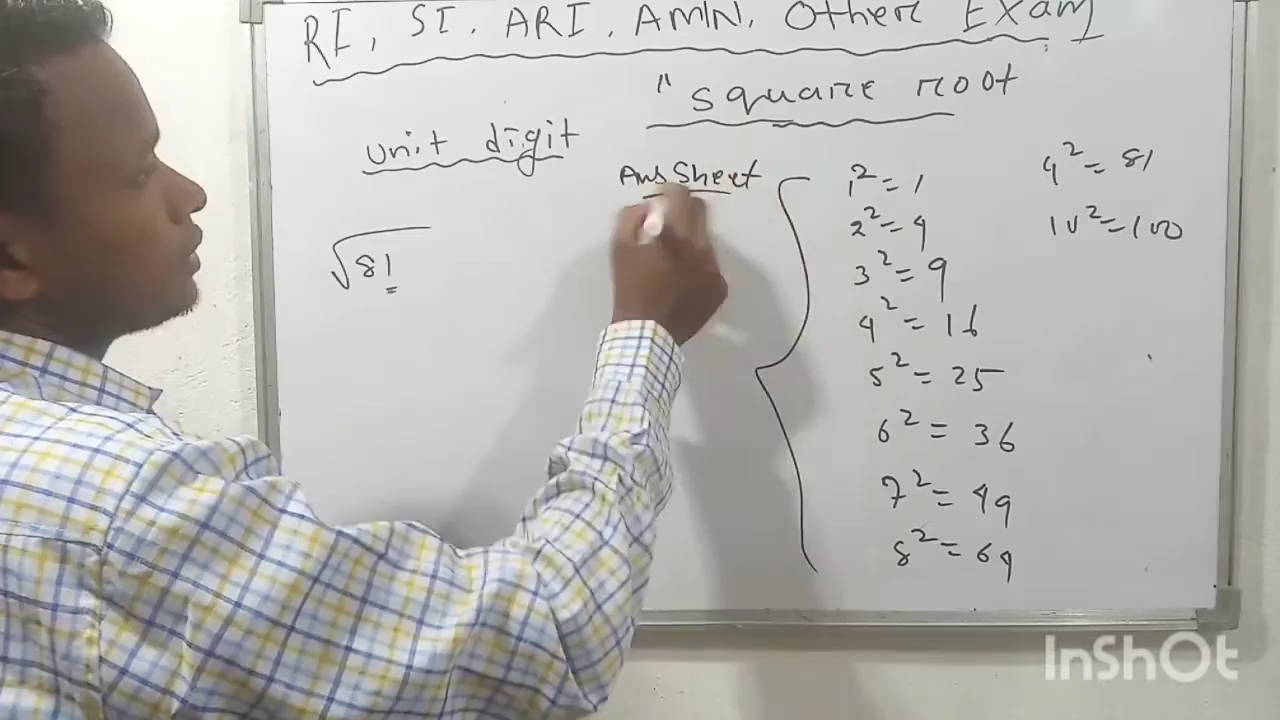 RI, SI, ARI, AMIN, Other Exam
"square root
unit digit
Ans Sheet
√81
1² = 1
2² = 4
3² = 9
4² = 16
5² = 25
6² = 36
7² = 49
8² = 64
9² = 81
10² = 100
InShOt